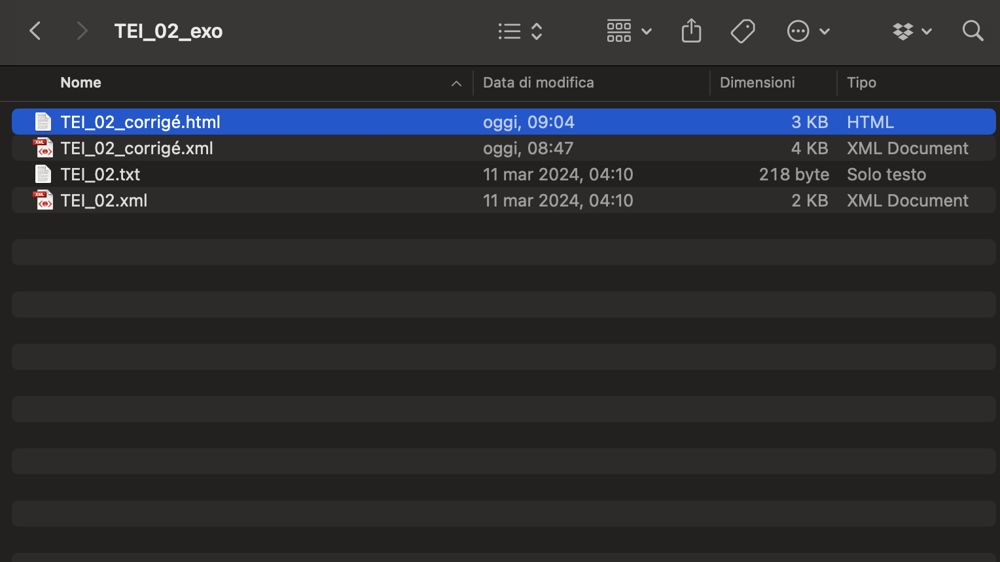 TEI_02_exo
Nome Data di modifica Dimensioni Tipo
TEI_02_corrigé.html oggi, 09:04 3 KB HTML
XML TEI_02_corrigé.xml oggi, 08:47 4 KB XML Document
TEI_02.txt 11 mar 2024, 04:10 218 byte Solo testo
XML TEI_02.xml 11 mar 2024, 04:10 2 KB XML Document